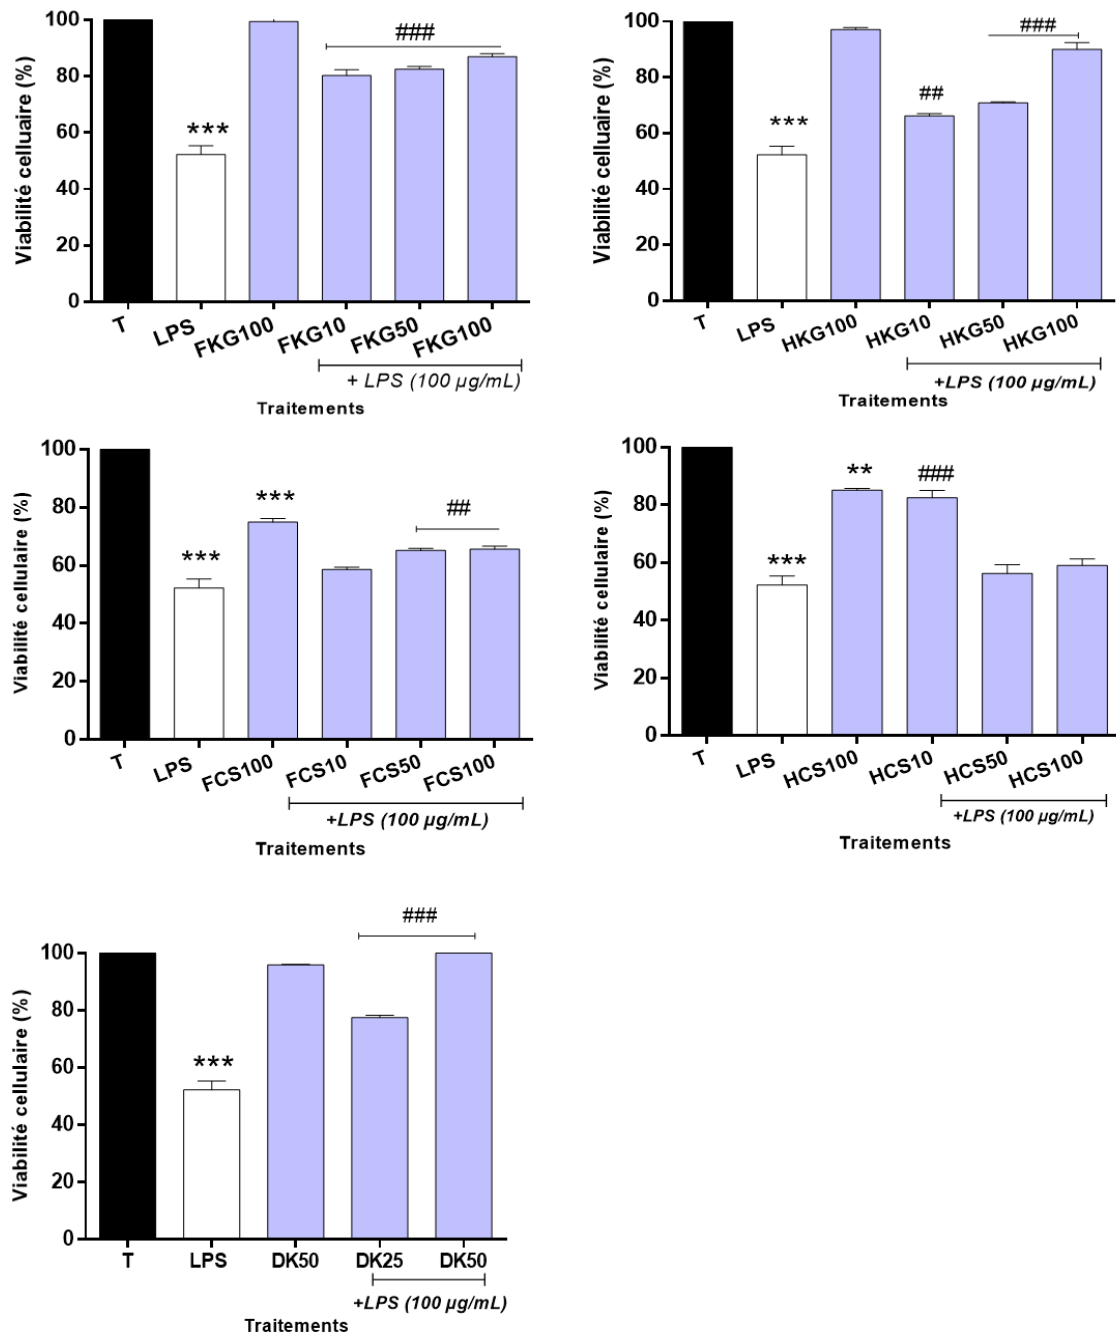 100
80
60
40
20
0
Viabilité celluaire (%)
***
###
T
LPS
FKG100
FKG10
FKG50
FKG100
+ LPS (100 µg/mL)
Traitements
100
80
60
40
20
0
Viabilité cellulaire (%)
***
##
###
T
LPS
HKG100
HKG10
HKG50
HKG100
+LPS (100 µg/mL)
Traitements
100
80
60
40
20
0
Viabilité cellulaire (%)
***
***
##
T
LPS
FCS100
FCS10
FCS50
FCS100
+LPS (100 µg/mL)
Traitements
100
80
60
40
20
0
Viabilité cellulaire (%)
***
**
###
T
LPS
HCS100
HCS10
HCS50
HCS100
+LPS (100 µg/mL)
Traitements
100
80
60
40
20
0
Viabilité cellulaire (%)
***
###
T
LPS
DK50
DK25
DK50
+LPS (100 µg/mL)
Traitements